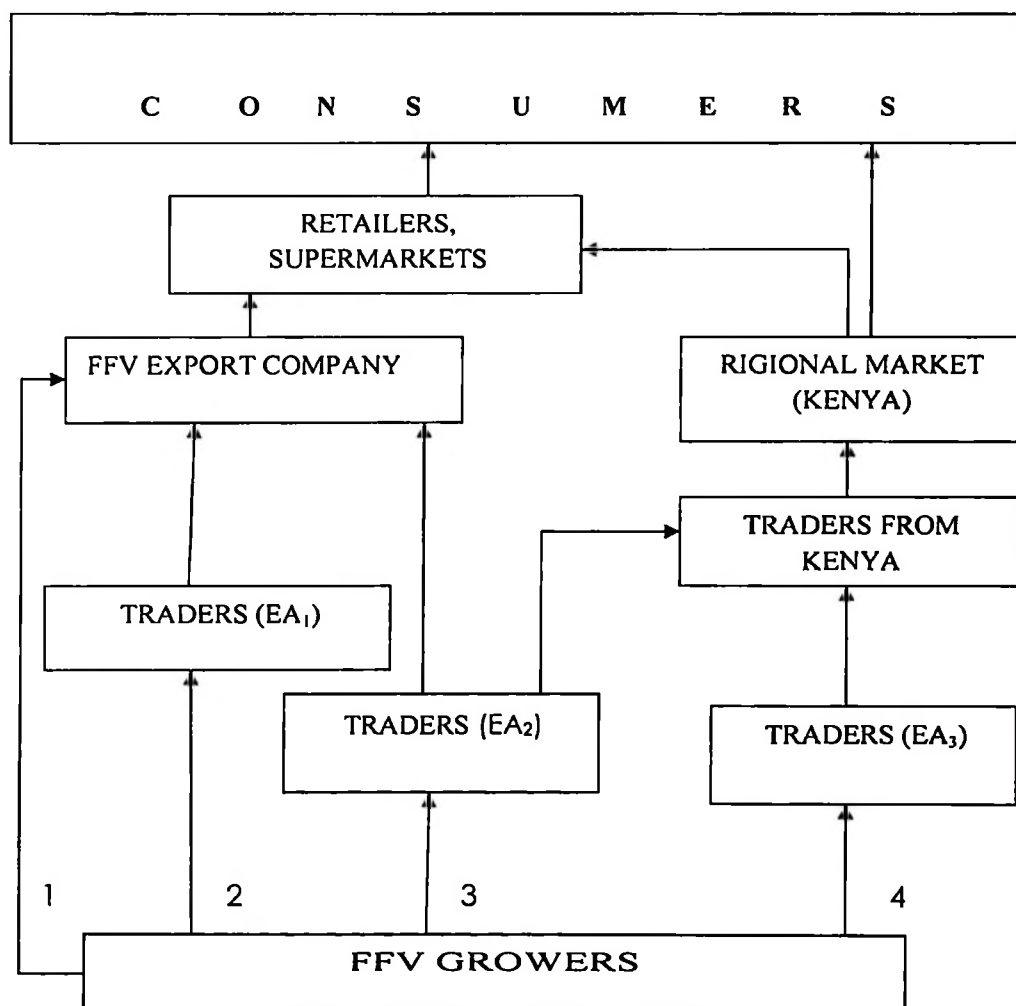 C O N S U M E R S
RETAILERS,
SUPERMARKETS
FFV EXPORT COMPANY
RIGIONAL MARKET
(KENYA)
TRADERS FROM
KENYA
TRADERS (EA₁)
TRADERS (EA₂)
TRADERS (EA₃)
1
2
3
4
FFV GROWERS